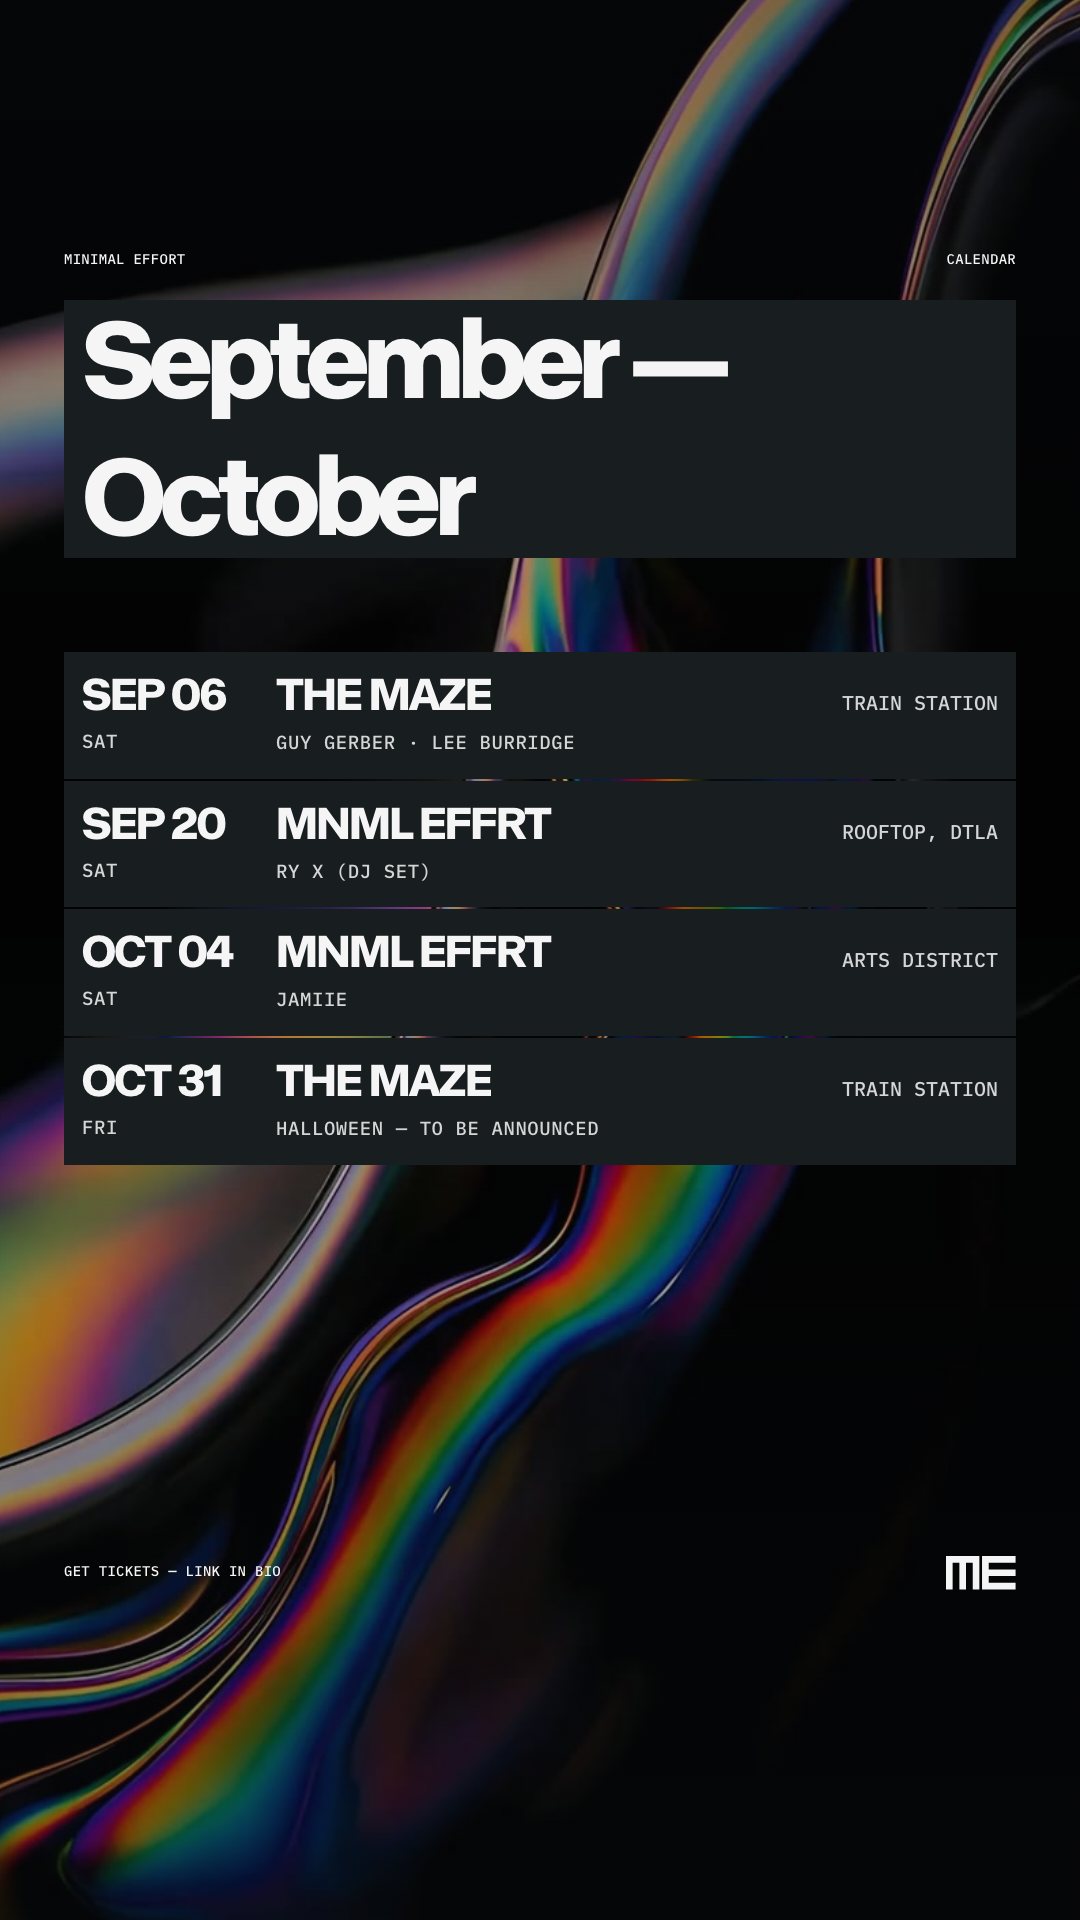 MINIMAL EFFORT
CALENDAR
September —
October
SEP 06 THE MAZE TRAIN STATION
SAT GUY GERBER · LEE BURRIDGE
SEP 20 MNML EFFRT ROOFTOP, DTLA
SAT RY X (DJ SET)
OCT 04 MNML EFFRT ARTS DISTRICT
SAT JAMIIE
OCT 31 THE MAZE TRAIN STATION
FRI HALLOWEEN — TO BE ANNOUNCED
GET TICKETS — LINK IN BIO
ME